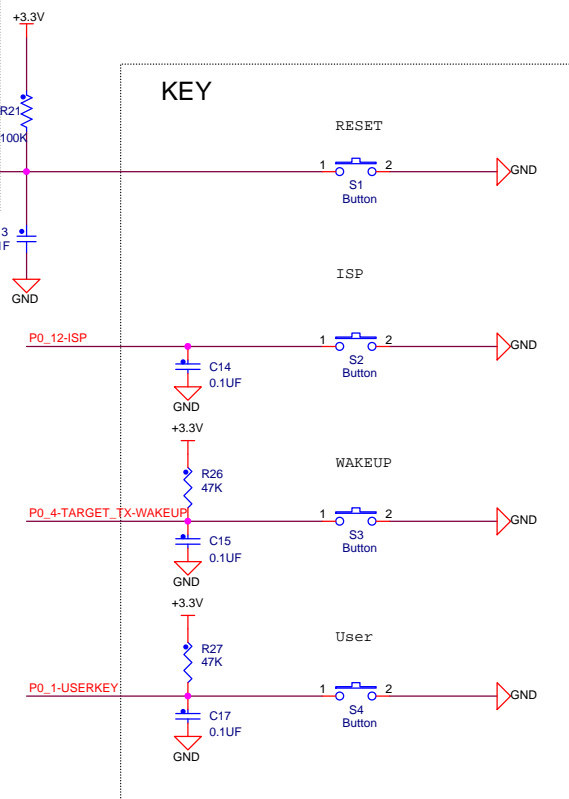 +3.3V
KEY
R21
100K
RESET
1 2
GND
S1
Button
3
F
GND
ISP
P0_12-ISP
1 2
GND
S2
Button
C14
0.1UF
GND
+3.3V
WAKEUP
R26
47K
P0_4-TARGET_TX-WAKEUP
1 2
GND
S3
Button
C15
0.1UF
GND
+3.3V
User
R27
47K
P0_1-USERKEY
1 2
GND
S4
Button
C17
0.1UF
GND